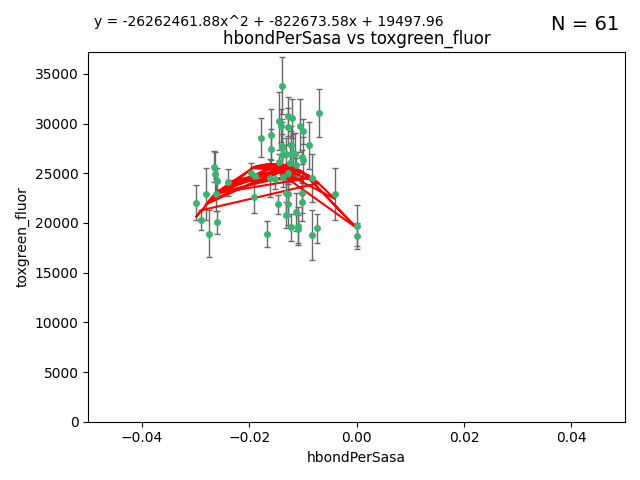 y = -26262461.88x^2 + -822673.58x + 19497.96
N = 61
hbondPerSasa vs toxgreen_fluor
35000
30000
25000
20000
15000
10000
5000
0
toxgreen_fluor
−0.04
−0.02
0.00
0.02
0.04
hbondPerSasa